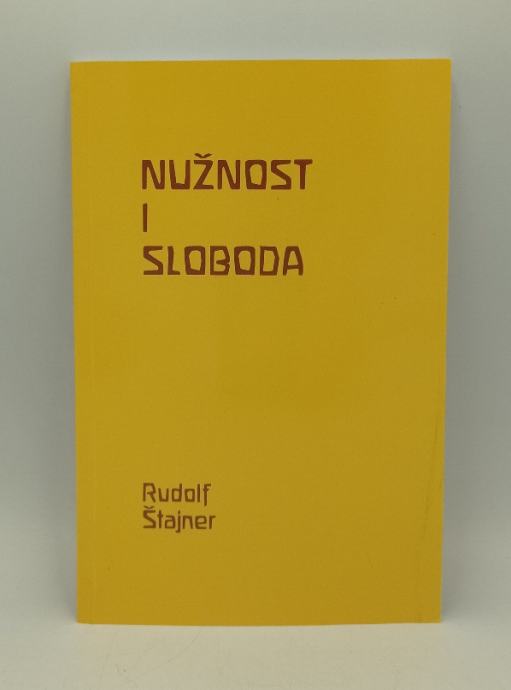 NUŽNOST
I
SLOBODA
Rudolf
Štajner